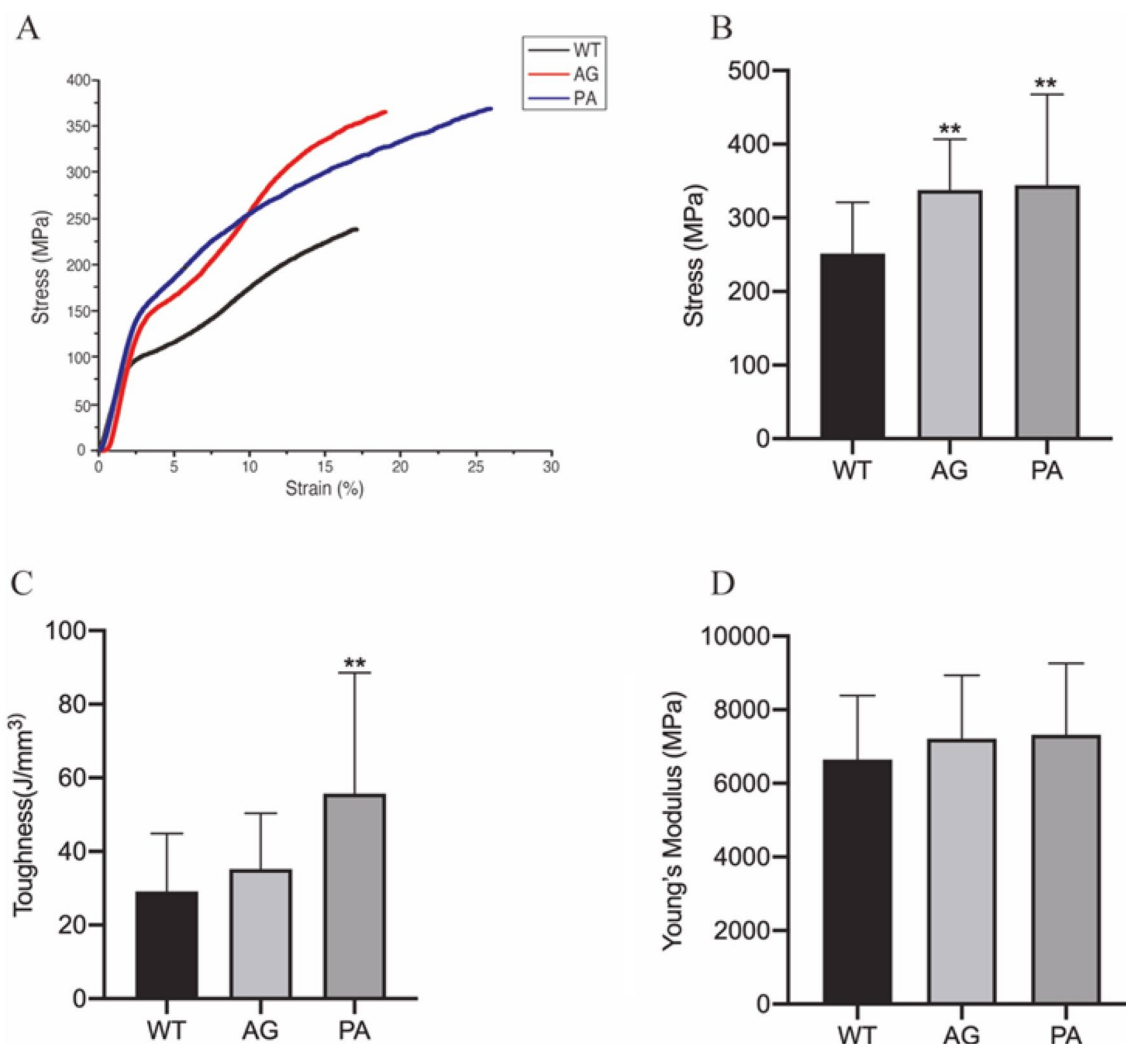 A
WT
AG
PA
Stress (MPa)
400
350
300
250
200
150
100
50
0
0 5 10 15 20 25 30
Strain (%)
B
Stress (MPa)
500
400
300
200
100
0
**
**
WT AG PA
C
Toughness(J/mm³)
100
80
60
40
20
0
**
WT AG PA
D
Young's Modulus (MPa)
10000
8000
6000
4000
2000
0
WT AG PA